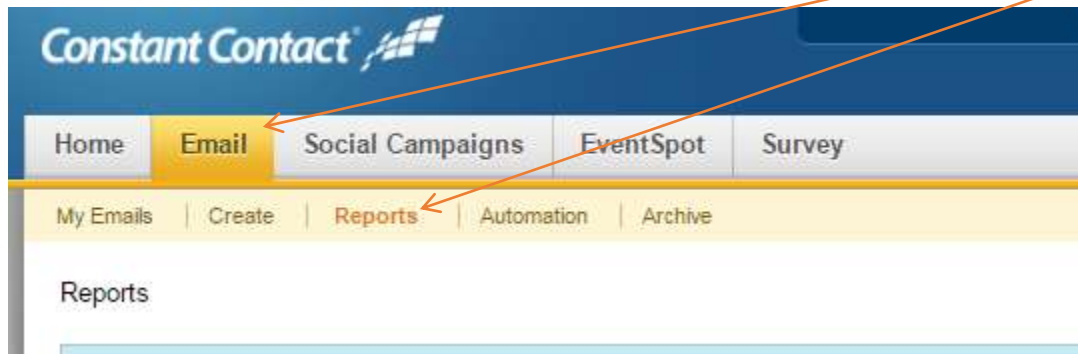 Constant Contact
Home Email Social Campaigns EventSpot Survey
My Emails | Create | Reports | Automation | Archive
Reports